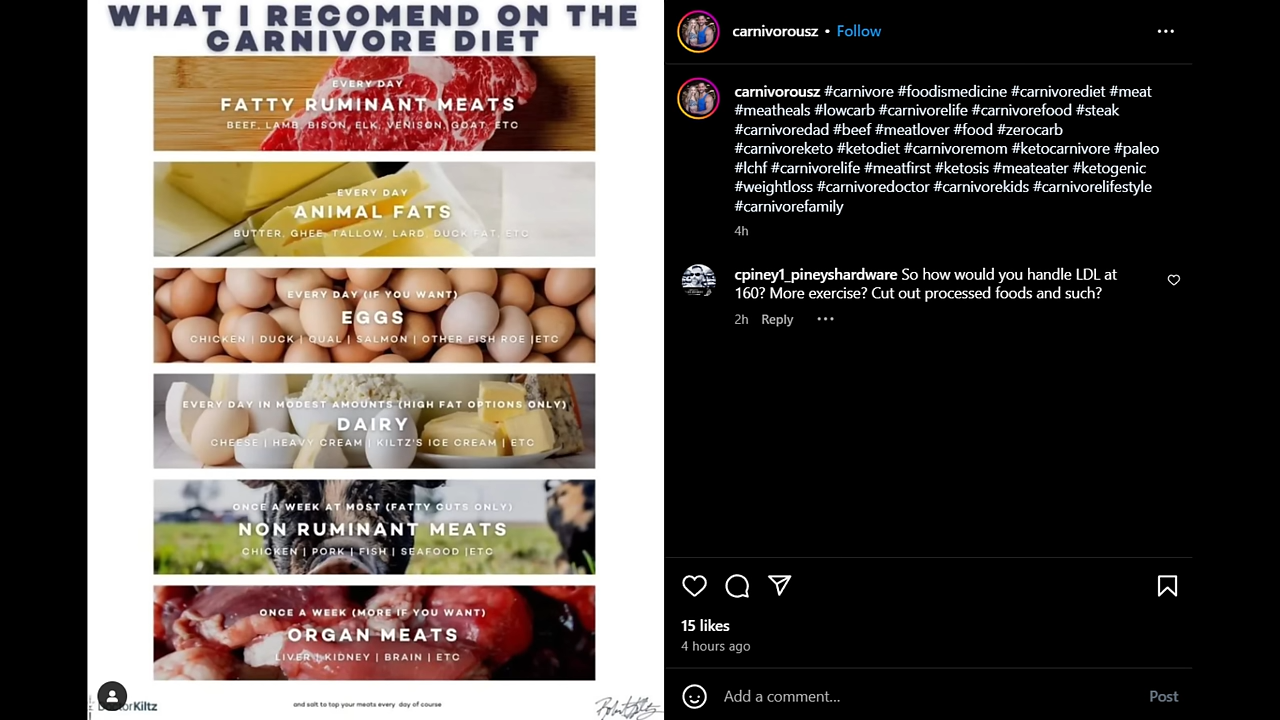 WHAT I RECOMEND ON THE
CARNIVORE DIET
EVERY DAY
FATTY RUMINANT MEATS
BEEF, LAMB, BISON, ELK, VENISON, GOAT, ETC
EVERY DAY
ANIMAL FATS
BUTTER, GHEE, TALLOW, LARD, DUCK FAT, ETC
EVERY DAY (IF YOU WANT)
EGGS
CHICKEN | DUCK | QUAL | SALMON | OTHER FISH ROE |ETC
EVERY DAY IN MODEST AMOUNTS (HIGH FAT OPTIONS ONLY)
DAIRY
CHEESE | HEAVY CREAM | KILTZ'S ICE CREAM | ETC
ONCE A WEEK AT MOST (FATTY CUTS ONLY)
NON RUMINANT MEATS
CHICKEN | PORK | FISH | SEAFOOD |ETC
ONCE A WEEK (MORE IF YOU WANT)
ORGAN MEATS
LIVER | KIDNEY | BRAIN | ETC
Kiltz
and salt to top your meats every day of course
carnivorousz • Follow
carnivorousz #carnivore #foodismedicine #carnivorediet #meat
#meatheals #lowcarb #carnivorelife #carnivorefood #steak
#carnivoredad #beef #meatlover #food #zerocarb
#carnivoreketo #ketodiet #carnivoremom #ketocarnivore #paleo
#lchf #carnivorelife #meatfirst #ketosis #meateater #ketogenic
#weightloss #carnivoredoctor #carnivorekids #carnivorelifestyle
#carnivorefamily
4h
cpiney1_pineyshardware So how would you handle LDL at
160? More exercise? Cut out processed foods and such?
2h Reply
15 likes
4 hours ago
Add a comment... Post